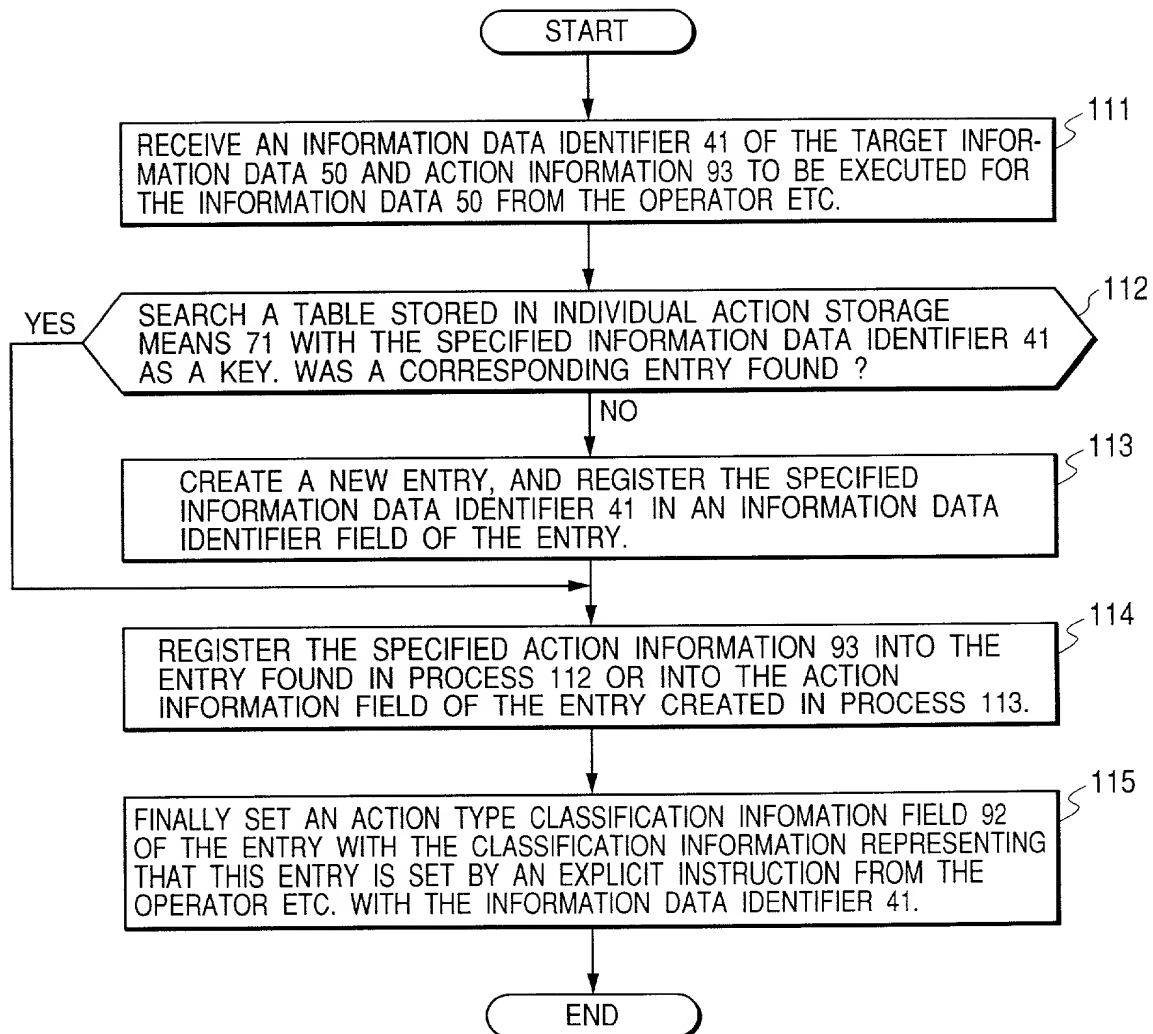 START
111
RECEIVE AN INFORMATION DATA IDENTIFIER 41 OF THE TARGET INFOR-
MATION DATA 50 AND ACTION INFORMATION 93 TO BE EXECUTED FOR
THE INFORMATION DATA 50 FROM THE OPERATOR ETC.
112
YES
SEARCH A TABLE STORED IN INDIVIDUAL ACTION STORAGE
MEANS 71 WITH THE SPECIFIED INFORMATION DATA IDENTIFIER 41
AS A KEY. WAS A CORRESPONDING ENTRY FOUND ?
NO
113
CREATE A NEW ENTRY, AND REGISTER THE SPECIFIED
INFORMATION DATA IDENTIFIER 41 IN AN INFORMATION DATA
IDENTIFIER FIELD OF THE ENTRY.
114
REGISTER THE SPECIFIED ACTION INFORMATION 93 INTO THE
ENTRY FOUND IN PROCESS 112 OR INTO THE ACTION
INFORMATION FIELD OF THE ENTRY CREATED IN PROCESS 113.
115
FINALLY SET AN ACTION TYPE CLASSIFICATION INFOMATION FIELD 92
OF THE ENTRY WITH THE CLASSIFICATION INFORMATION REPRESENTING
THAT THIS ENTRY IS SET BY AN EXPLICIT INSTRUCTION FROM THE
OPERATOR ETC. WITH THE INFORMATION DATA IDENTIFIER 41.
END